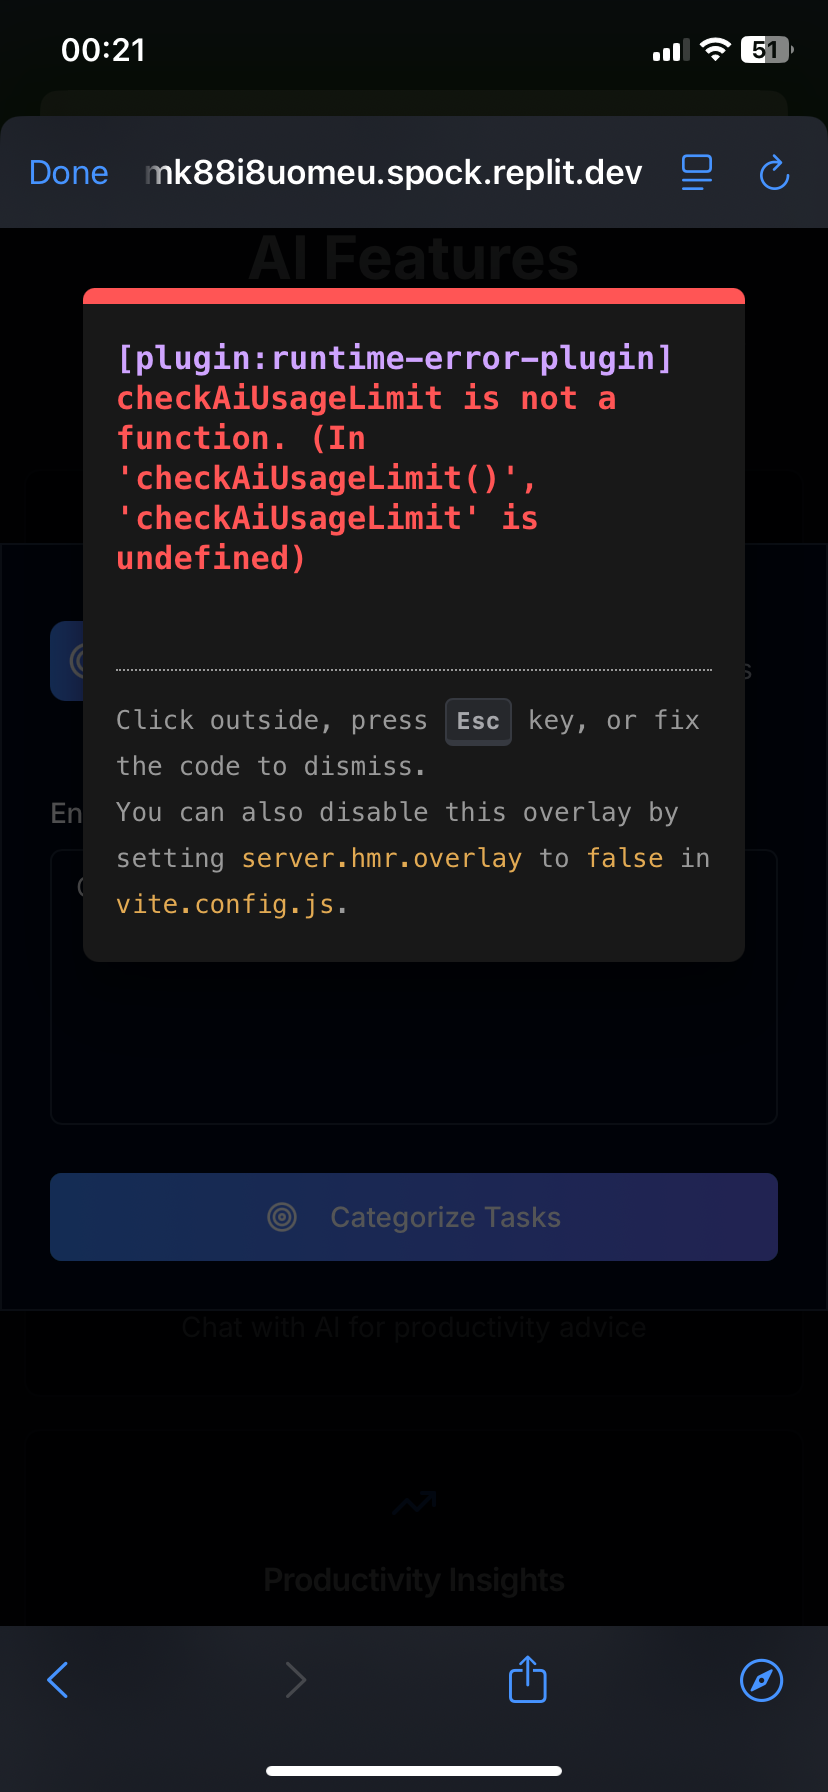 00:21
51
Done
mk88i8uomeu.spock.replit.dev
AI Features
[plugin:runtime-error-plugin]
checkAiUsageLimit is not a
function. (In
'checkAiUsageLimit()',
'checkAiUsageLimit' is
undefined)
Click outside, press Esc key, or fix
the code to dismiss.
You can also disable this overlay by
setting server.hmr.overlay to false in
vite.config.js.
Categorize Tasks
Chat with AI for productivity advice
Productivity Insights